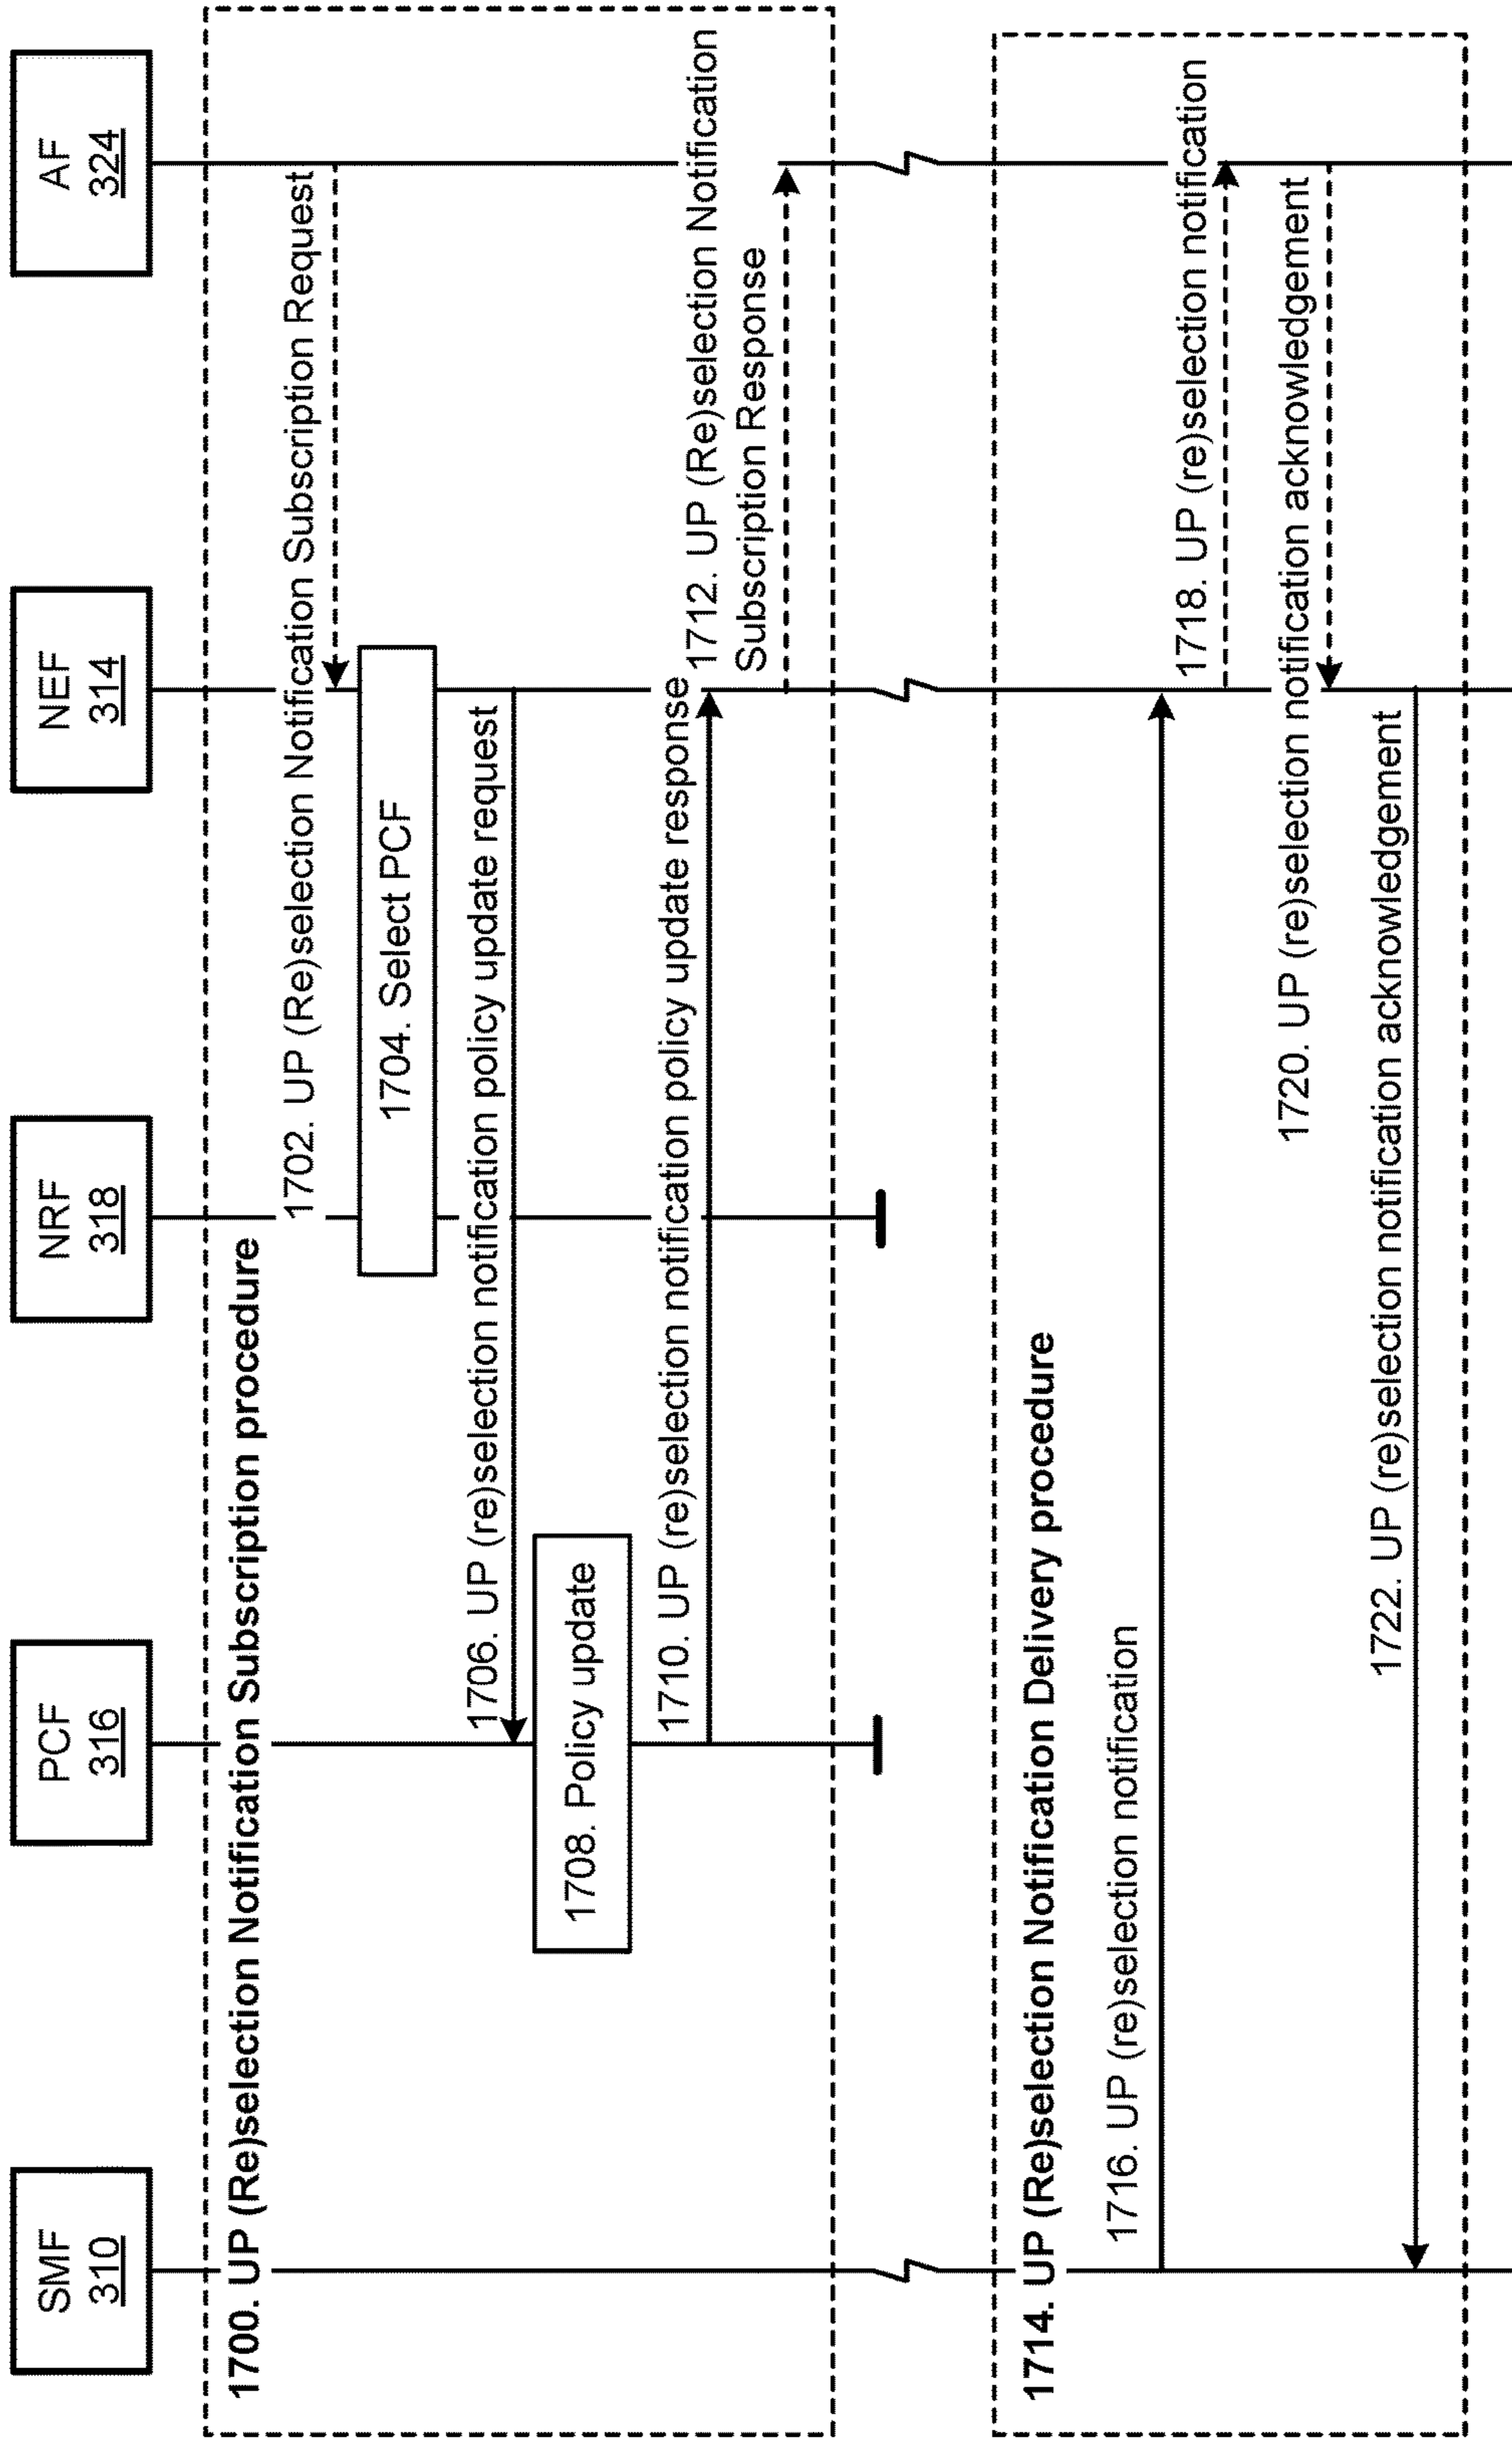 SMF
310
PCF
316
NRF
318
NEF
314
AF
324
1700. UP (Re)selection Notification Subscription procedure
1702. UP (Re)selection Notification Subscription Request
1704. Select PCF
1706. UP (re)selection notification policy update request
1708. Policy update
1710. UP (re)selection notification policy update response
1712. UP (Re)selection Notification
Subscription Response
1714. UP (Re)selection Notification Delivery procedure
1716. UP (re)selection notification
1718. UP (re)selection notification
1720. UP (re)selection notification acknowledgement
1722. UP (re)selection notification acknowledgement